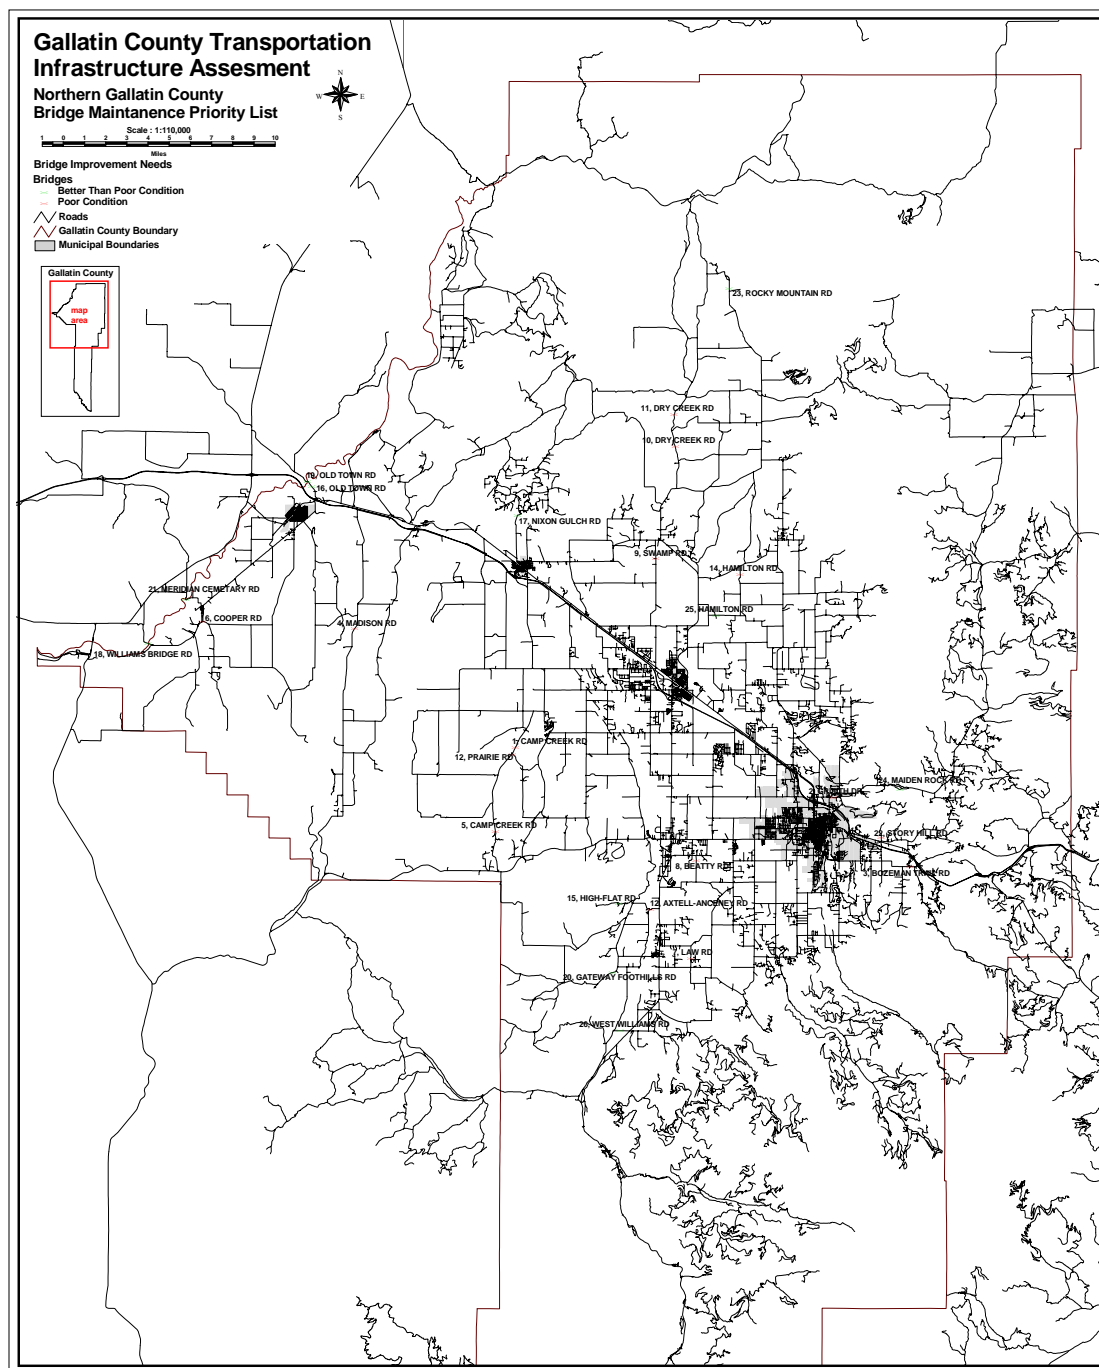 Gallatin County Transportation
Infrastructure Assesment
Northern Gallatin County
Bridge Maintanence Priority List
N
W E
S
Scale : 1:110,000
1 0 1 2 3 4 5 6 7 8 9 10
Miles
Bridge Improvement Needs
Bridges
Better Than Poor Condition
Poor Condition
Roads
Gallatin County Boundary
Municipal Boundaries
Gallatin County
map
area
23, ROCKY MOUNTAIN RD
11, DRY CREEK RD
10, DRY CREEK RD
OLD TOWN RD
16, OLD TOWN RD
17, NIXON GULCH RD
9, SWAMP RD
14, HAMILTON RD
21, MERIDIAN CEMETARY RD
25, HAMILTON RD
6, COOPER RD
4, MADISON RD
18, WILLIAMS BRIDGE RD
1, CAMP CREEK RD
12, PRAIRIE RD
24, MAIDEN ROCK RD
5, CAMP CREEK RD
STORY HILL RD
8, BEATTY RD
3, BOZEMAN TRAIL RD
15, HIGH-FLAT RD
AXTELL-ANCENEY RD
7, LAW RD
20, GATEWAY FOOTHILLS RD
26, WEST WILLIAMS RD